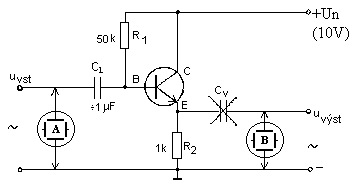 +Un
(10V)
50k R1
C1
B
C
E
Cv
uvst
÷1 µF
uvýst
~
A
1k R2
B
~
−